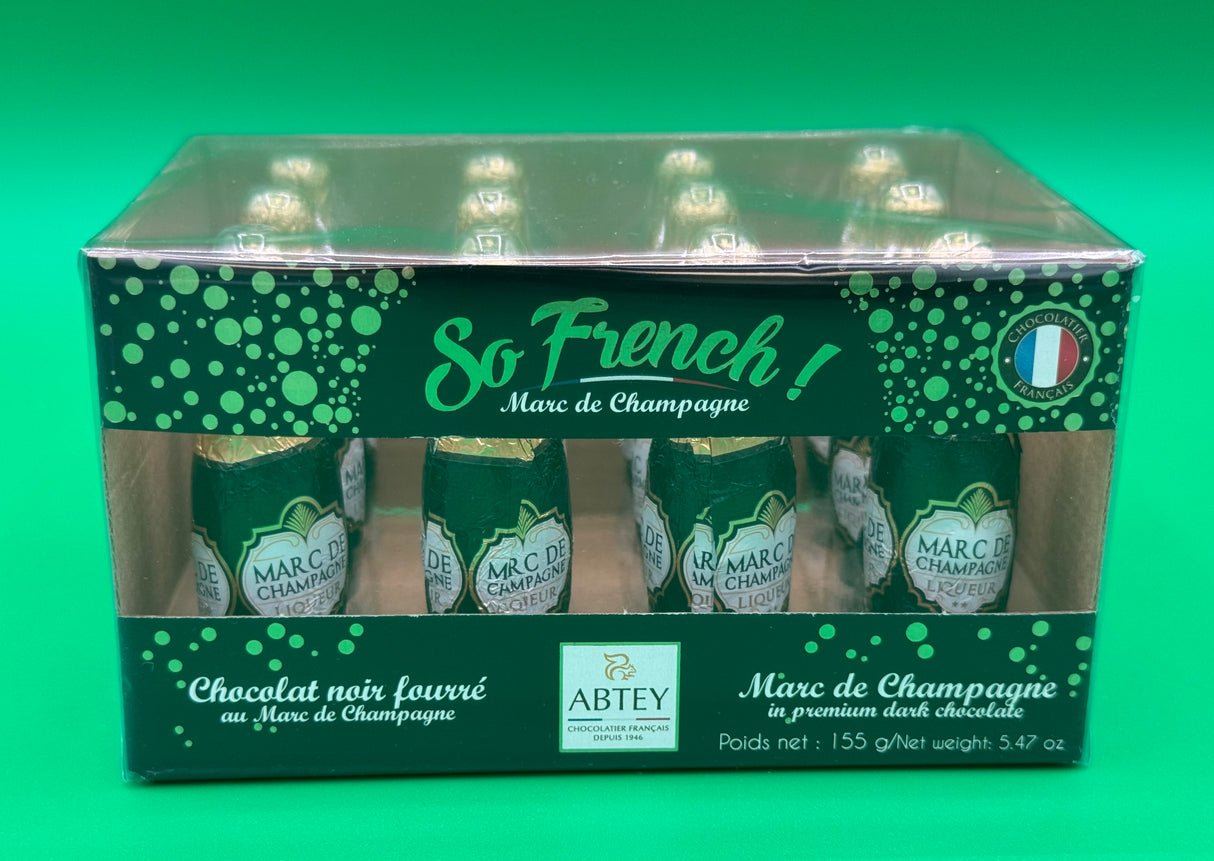 So French !
Marc de Champagne
CHOCOLATIER
FRANÇAIS
MARC DE
CHAMPAGNE
LIQUEUR
MARC DE
CHAMPAGNE
MARC DE
CHAMPAGNE
MARC DE
CHAMPAGNE
LIQUEUR
Chocolat noir fourré
au Marc de Champagne
ABTEY
CHOCOLATIER FRANÇAIS
DEPUIS 1946
Marc de Champagne
in premium dark chocolate
Poids net : 155 g/Net weight: 5.47 oz